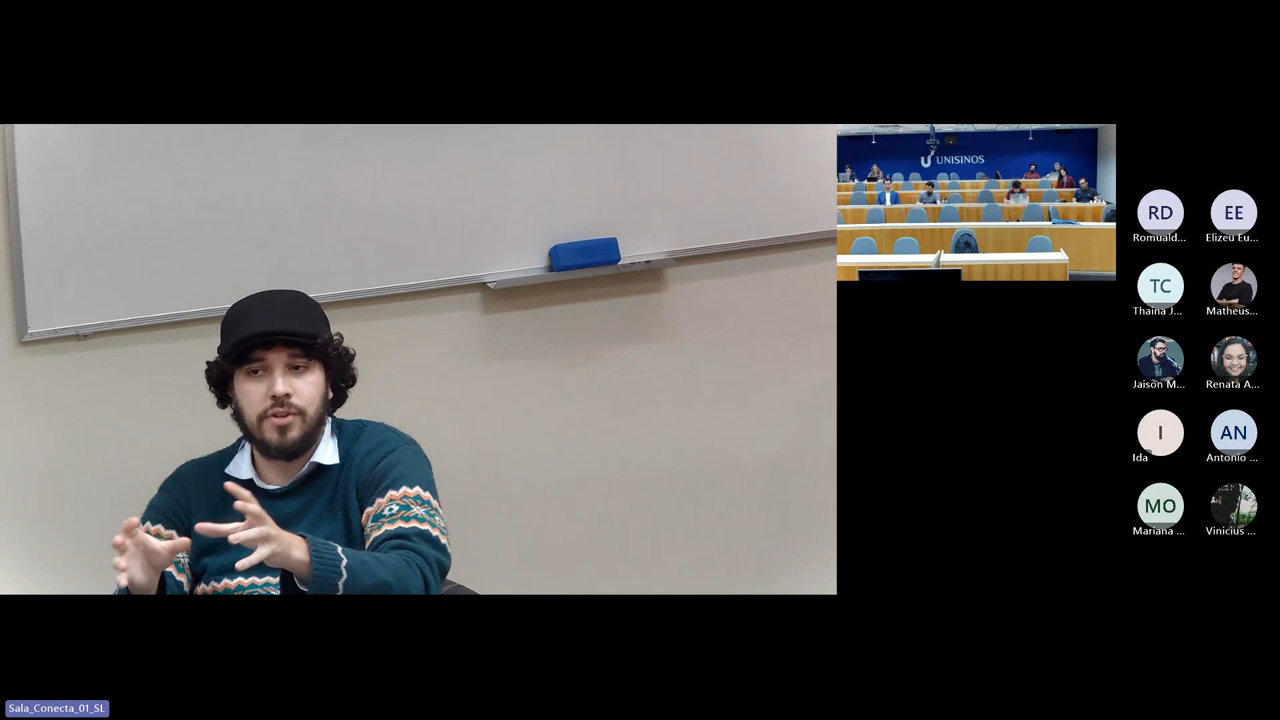 UNISINOS
RD
Romuald...
EE
Elizeu Eu...
TC
Thaina J...
Matheus...
Jaison M...
Renata A...
I
Ida
AN
Antonio ...
MO
Mariana ...
Vinicius ...
Sala_Conecta_01_SL